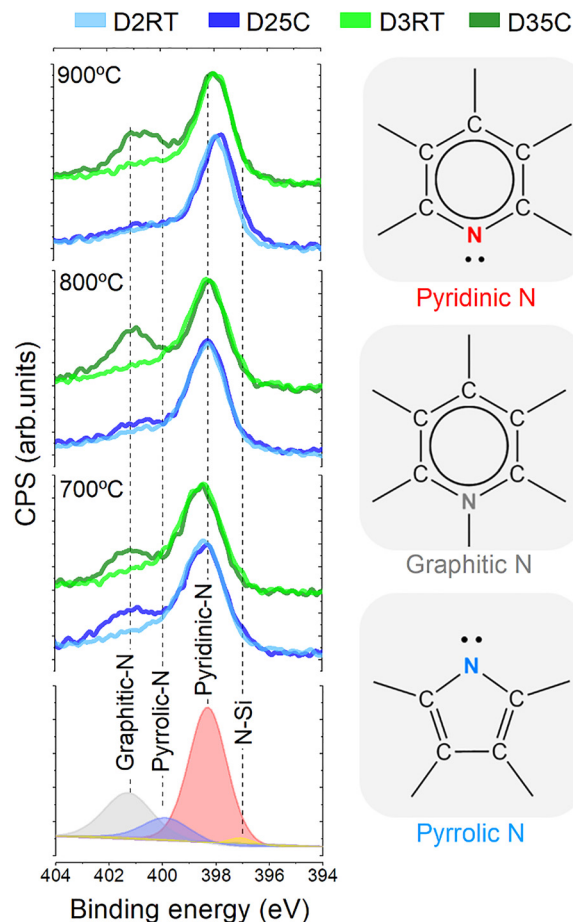 D2RT D25C D3RT D35C
900ºC
800ºC
700ºC
CPS (arb.units)
Graphitic-N
Pyrrolic-N
Pyridinic-N
N-Si
404 402 400 398 396 394
Binding energy (eV)
C
C C
C C
N
Pyridinic N
C
C C
C C
N
Graphitic N
N
C C
C C
Pyrrolic N